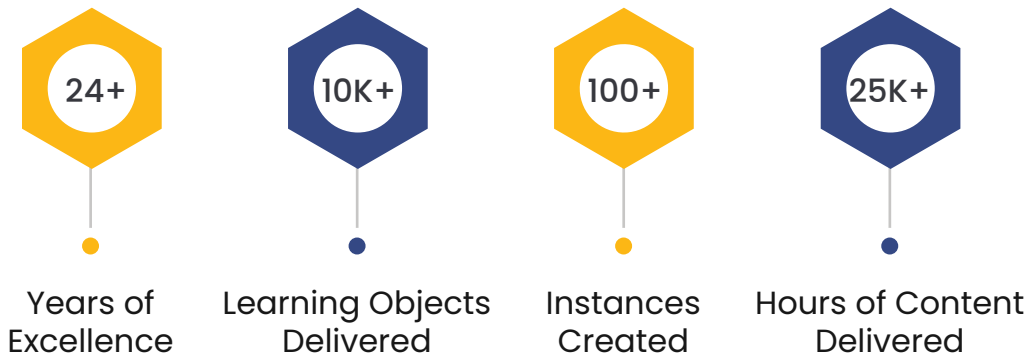 24+
10K+
100+
25K+
Years of
Excellence
Learning Objects
Delivered
Instances
Created
Hours of Content
Delivered